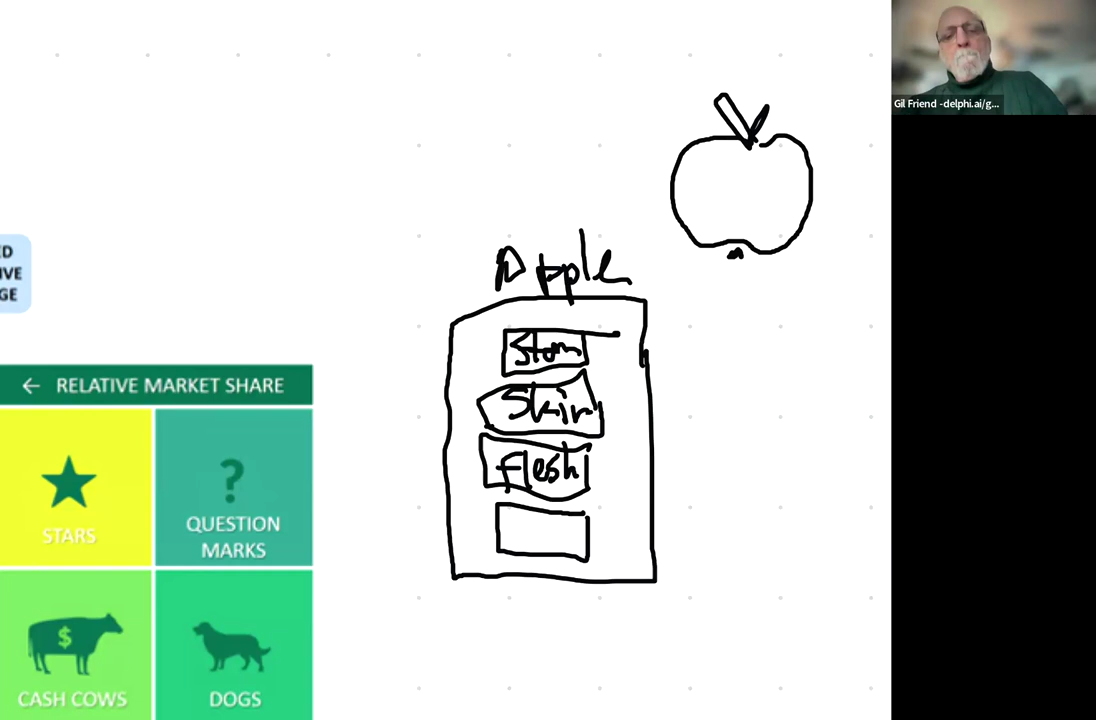 Gil Friend -delphi.ai/g...
Apple
Stem
Skin
flesh
D
IVE
GE
← RELATIVE MARKET SHARE
STARS
?
QUESTION
MARKS
$
CASH COWS
DOGS